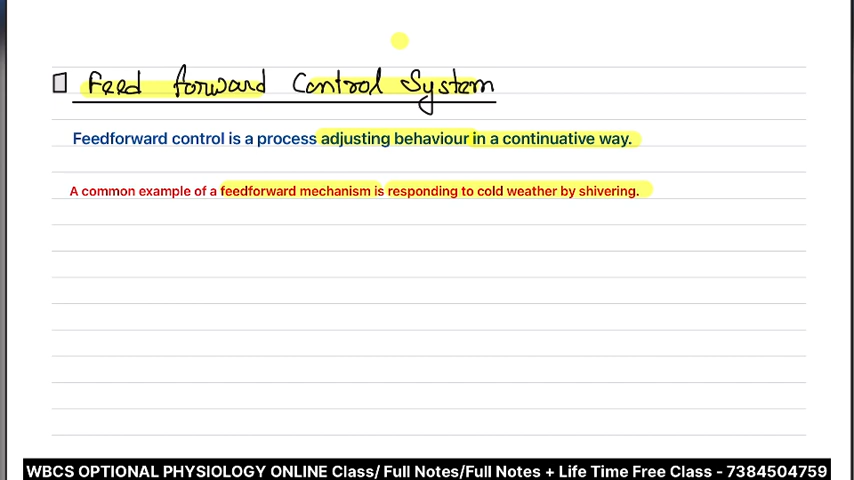 Feed forward Control System
Feedforward control is a process adjusting behaviour in a continuative way.
A common example of a feedforward mechanism is responding to cold weather by shivering.
WBCS OPTIONAL PHYSIOLOGY ONLINE Class/ Full Notes/Full Notes + Life Time Free Class - 7384504759